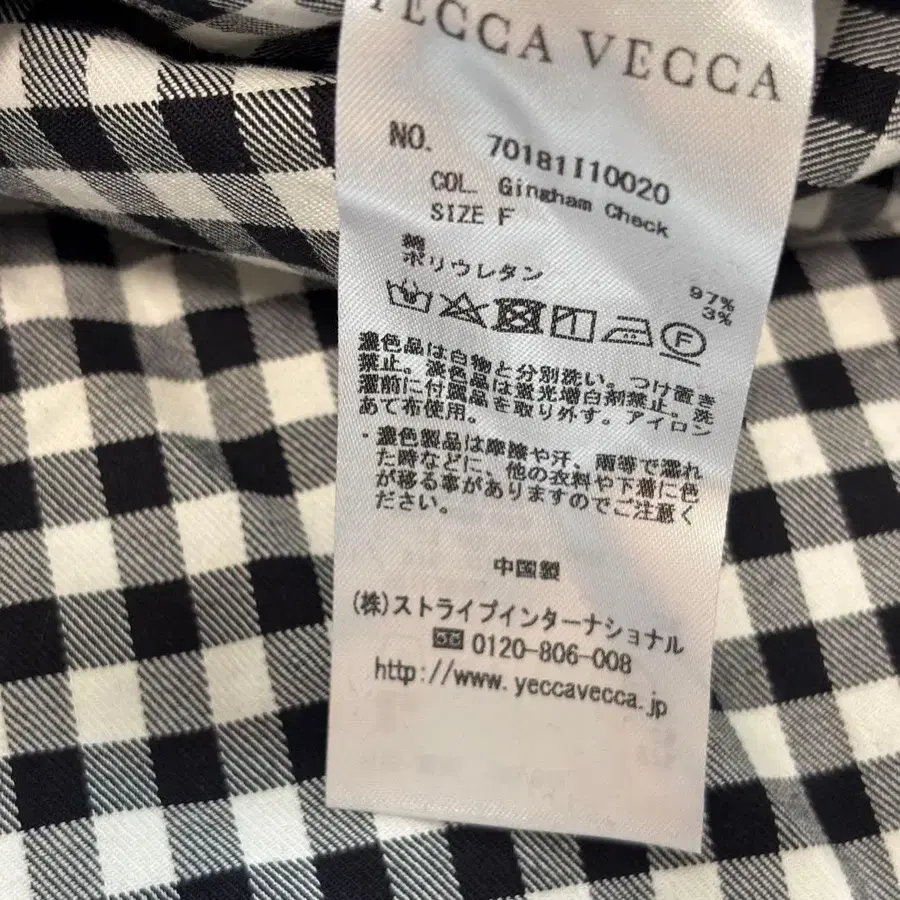 YECCA VECCA
NO. 70181I10020
COL. Gingham Check
SIZE F
綿 97%
ポリウレタン 3%
F
濃色品は白物と分別洗い。つけ置き
禁止。淡色品は蛍光増白剤禁止。洗
濯前に付属品を取り外す。アイロン
あて布使用。
・濃色製品は摩擦や汗、雨等で濡れ
た時などに、他の衣料や下着に色
が移る事がありますのでご注意く
ださい。
中国製
(株)ストライプインターナショナル
0120-806-008
http://www.yeccavecca.jp